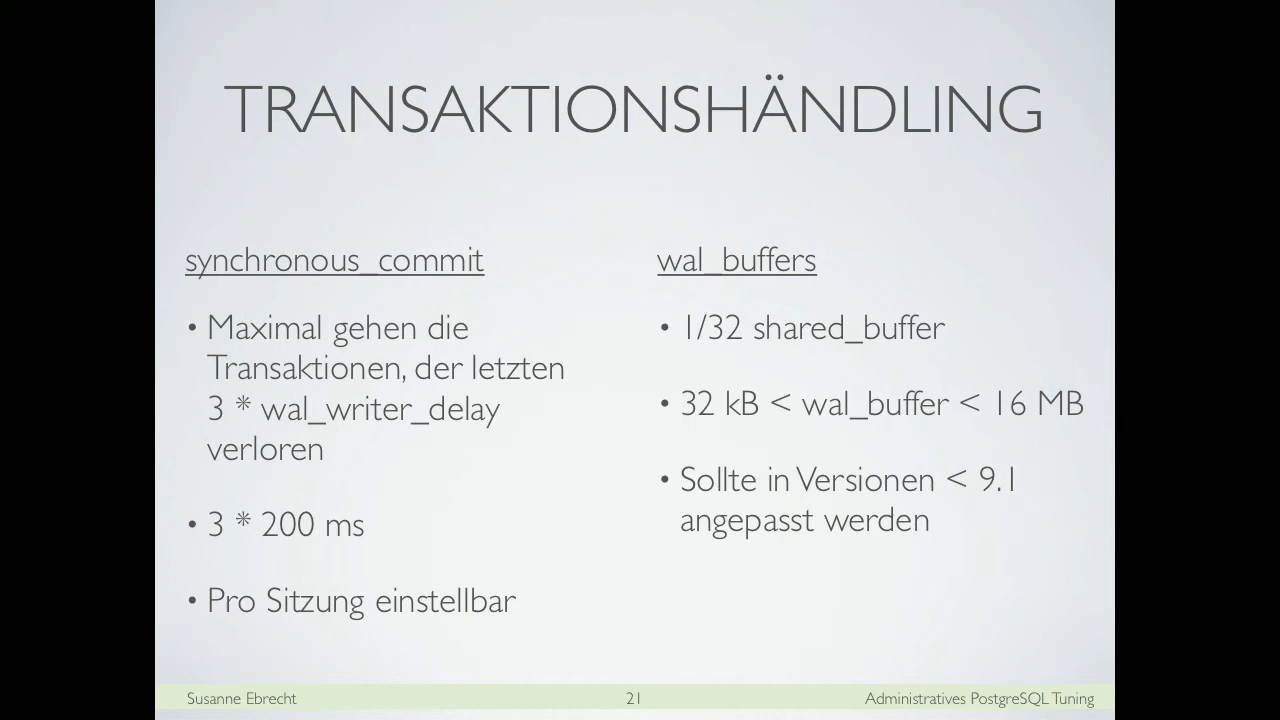 TRANSAKTIONSHÄNDLING
synchronous_commit
• Maximal gehen die
Transaktionen, der letzten
3 * wal_writer_delay
verloren
• 3 * 200 ms
• Pro Sitzung einstellbar
wal_buffers
• 1/32 shared_buffer
• 32 kB < wal_buffer < 16 MB
• Sollte in Versionen < 9.1
angepasst werden
Susanne Ebrecht
21
Administratives PostgreSQL Tuning